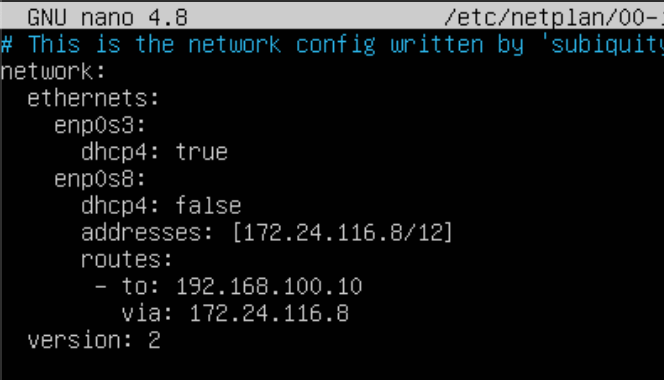 GNU nano 4.8 /etc/netplan/00-
# This is the network config written by 'subiquity
network:
  ethernets:
    enp0s3:
      dhcp4: true
    enp0s8:
      dhcp4: false
      addresses: [172.24.116.8/12]
      routes:
       - to: 192.168.100.10
         via: 172.24.116.8
  version: 2